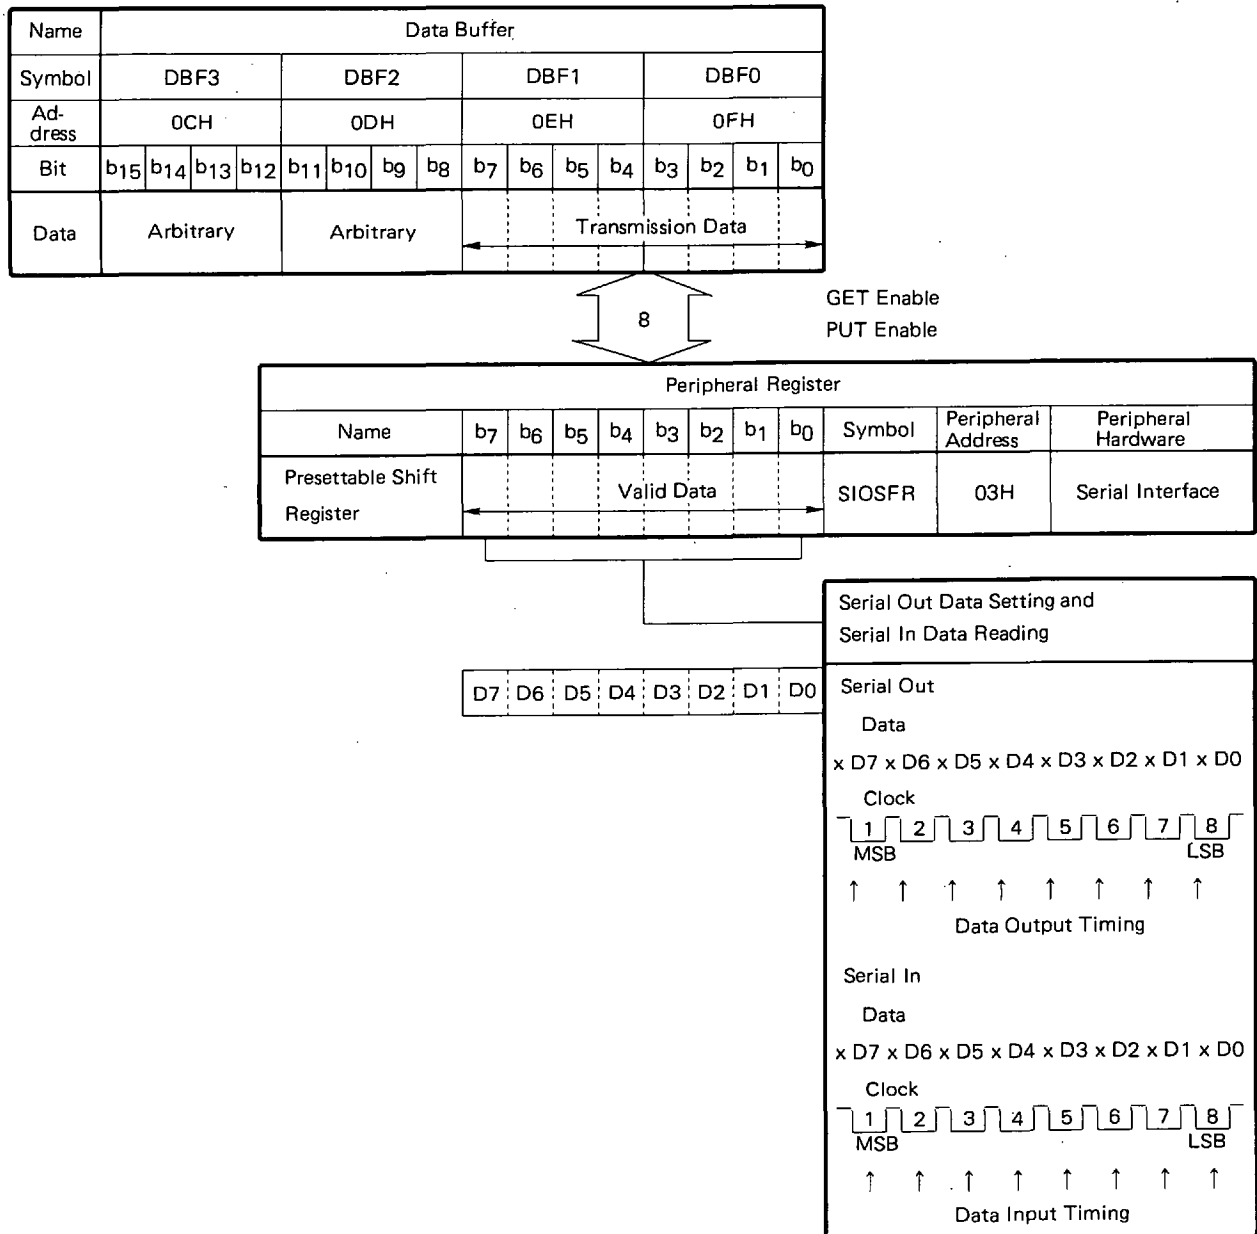 Name Data Buffer
Symbol DBF3 DBF2 DBF1 DBF0
Ad-
dress 0CH 0DH 0EH 0FH
Bit b15 b14 b13 b12 b11 b10 b9 b8 b7 b6 b5 b4 b3 b2 b1 b0
Data Arbitrary Arbitrary Transmission Data
8
GET Enable
PUT Enable
Peripheral Register
Name b7 b6 b5 b4 b3 b2 b1 b0 Symbol Peripheral Address Peripheral Hardware
Presettable Shift
Register Valid Data SIOSFR 03H Serial Interface
Serial Out Data Setting and
Serial In Data Reading
D7 D6 D5 D4 D3 D2 D1 D0
Serial Out
Data
x D7 x D6 x D5 x D4 x D3 x D2 x D1 x D0
Clock
1 2 3 4 5 6 7 8
MSB LSB
↑ ↑ ↑ ↑ ↑ ↑ ↑ ↑
Data Output Timing
Serial In
Data
x D7 x D6 x D5 x D4 x D3 x D2 x D1 x D0
Clock
1 2 3 4 5 6 7 8
MSB LSB
↑ ↑ ↑ ↑ ↑ ↑ ↑ ↑
Data Input Timing